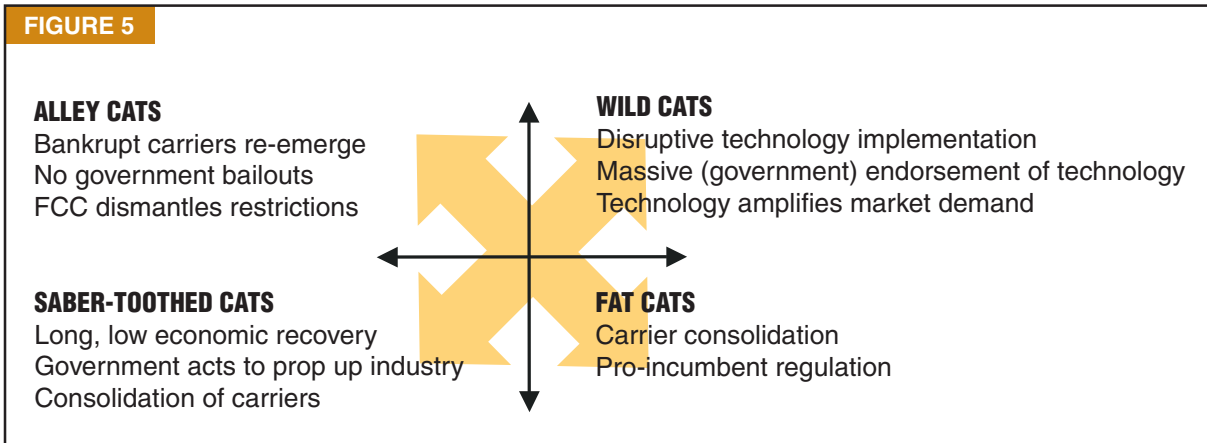 FIGURE 5
ALLEY CATS
Bankrupt carriers re-emerge
No government bailouts
FCC dismantles restrictions
WILD CATS
Disruptive technology implementation
Massive (government) endorsement of technology
Technology amplifies market demand
SABER-TOOTHED CATS
Long, low economic recovery
Government acts to prop up industry
Consolidation of carriers
FAT CATS
Carrier consolidation
Pro-incumbent regulation